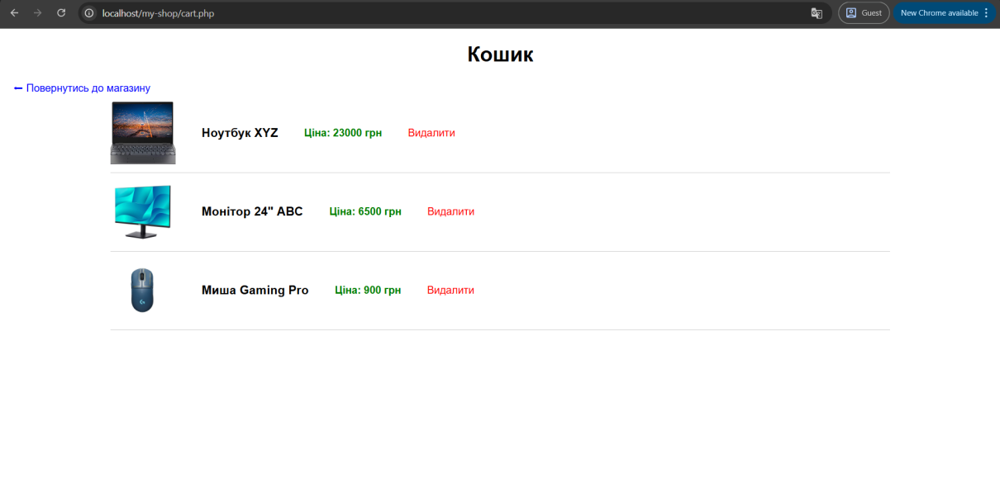 localhost/my-shop/cart.php
Guest
New Chrome available
Кошик
← Повернутись до магазину
Ноутбук XYZ Ціна: 23000 грн Видалити
Монітор 24" ABC Ціна: 6500 грн Видалити
Миша Gaming Pro Ціна: 900 грн Видалити